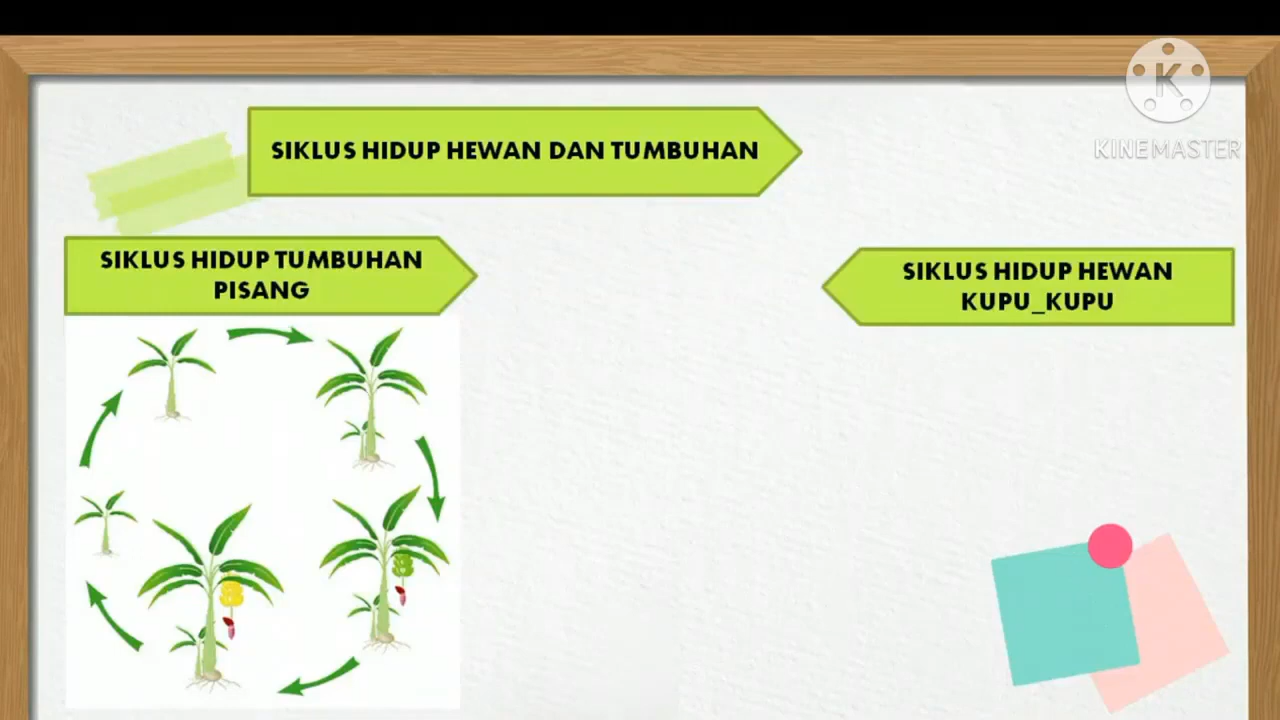 SIKLUS HIDUP HEWAN DAN TUMBUHAN
SIKLUS HIDUP TUMBUHAN
PISANG
SIKLUS HIDUP HEWAN
KUPU_KUPU
K
KINEMASTER